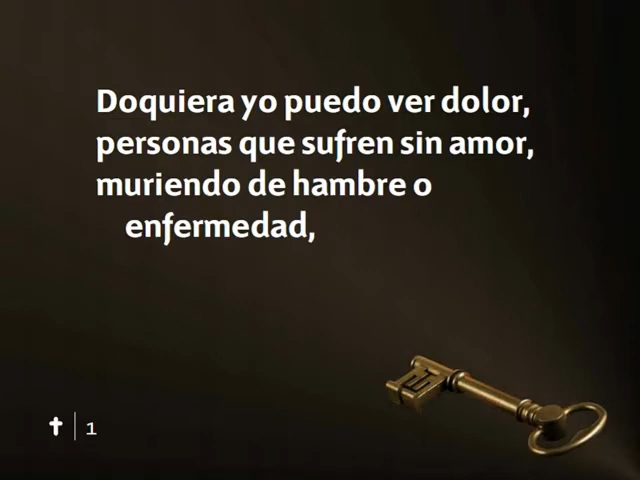 Doquiera yo puedo ver dolor,
personas que sufren sin amor,
muriendo de hambre o
enfermedad,
1